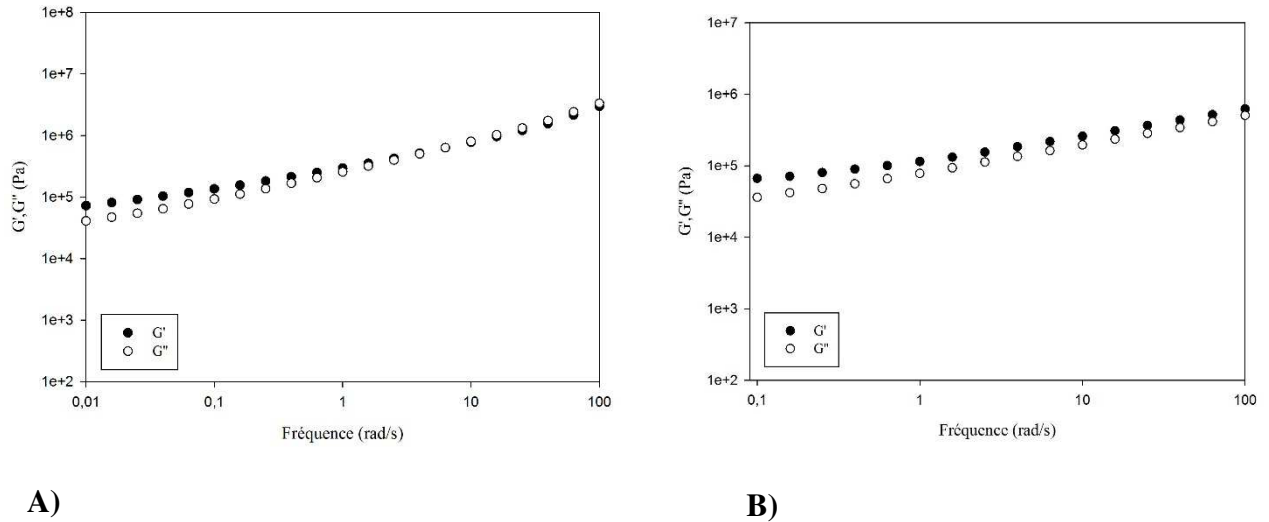 1e+8
1e+7
1e+6
1e+5
1e+4
1e+3
1e+2
G',G" (Pa)
G'
G"
0,01
0,1
1
10
100
Fréquence (rad/s)
A)
1e+7
1e+6
1e+5
1e+4
1e+3
1e+2
G',G" (Pa)
G'
G"
0,1
1
10
100
Fréquence (rad/s)
B)